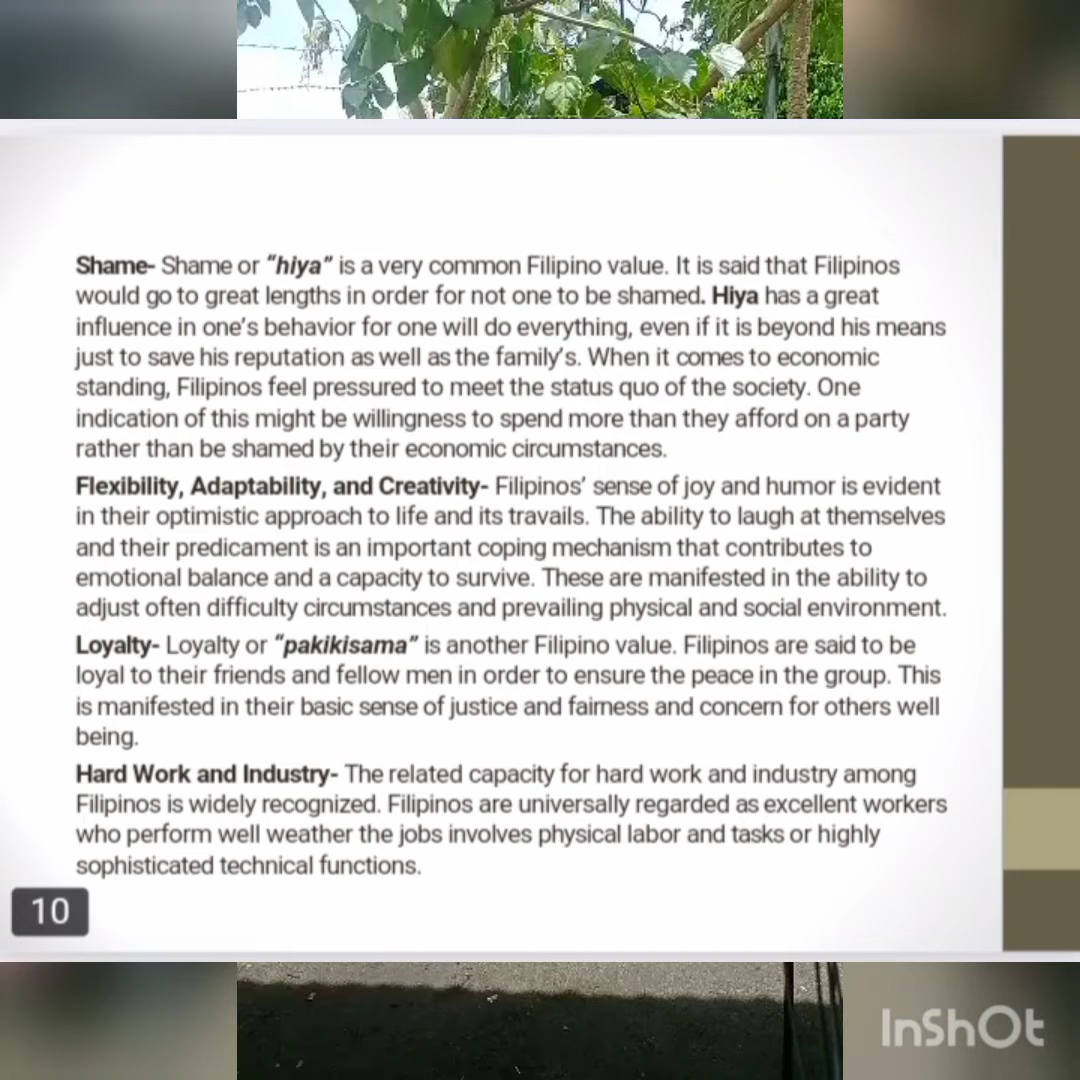 Shame- Shame or “hiya” is a very common Filipino value. It is said that Filipinos
would go to great lengths in order for not one to be shamed. Hiya has a great
influence in one’s behavior for one will do everything, even if it is beyond his means
just to save his reputation as well as the family’s. When it comes to economic
standing, Filipinos feel pressured to meet the status quo of the society. One
indication of this might be willingness to spend more than they afford on a party
rather than be shamed by their economic circumstances.
Flexibility, Adaptability, and Creativity- Filipinos’ sense of joy and humor is evident
in their optimistic approach to life and its travails. The ability to laugh at themselves
and their predicament is an important coping mechanism that contributes to
emotional balance and a capacity to survive. These are manifested in the ability to
adjust often difficulty circumstances and prevailing physical and social environment.
Loyalty- Loyalty or “pakikisama” is another Filipino value. Filipinos are said to be
loyal to their friends and fellow men in order to ensure the peace in the group. This
is manifested in their basic sense of justice and fairness and concern for others well
being.
Hard Work and Industry- The related capacity for hard work and industry among
Filipinos is widely recognized. Filipinos are universally regarded as excellent workers
who perform well weather the jobs involves physical labor and tasks or highly
sophisticated technical functions.
10
InShOt